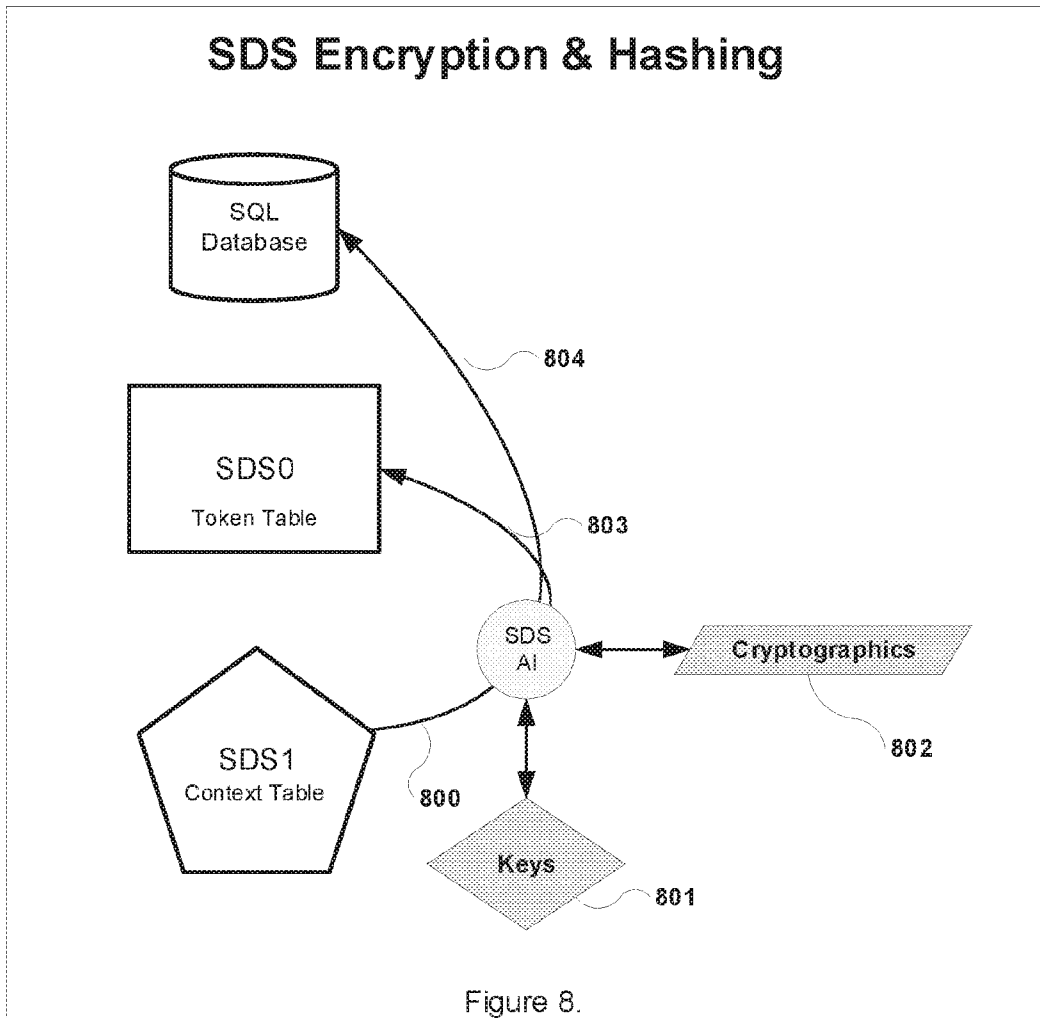 SDS Encryption & Hashing
SQL
Database
804
SDS0
Token Table
803
SDS
AI
Cryptographics
802
SDS1
Context Table
800
Keys
801
Figure 8.